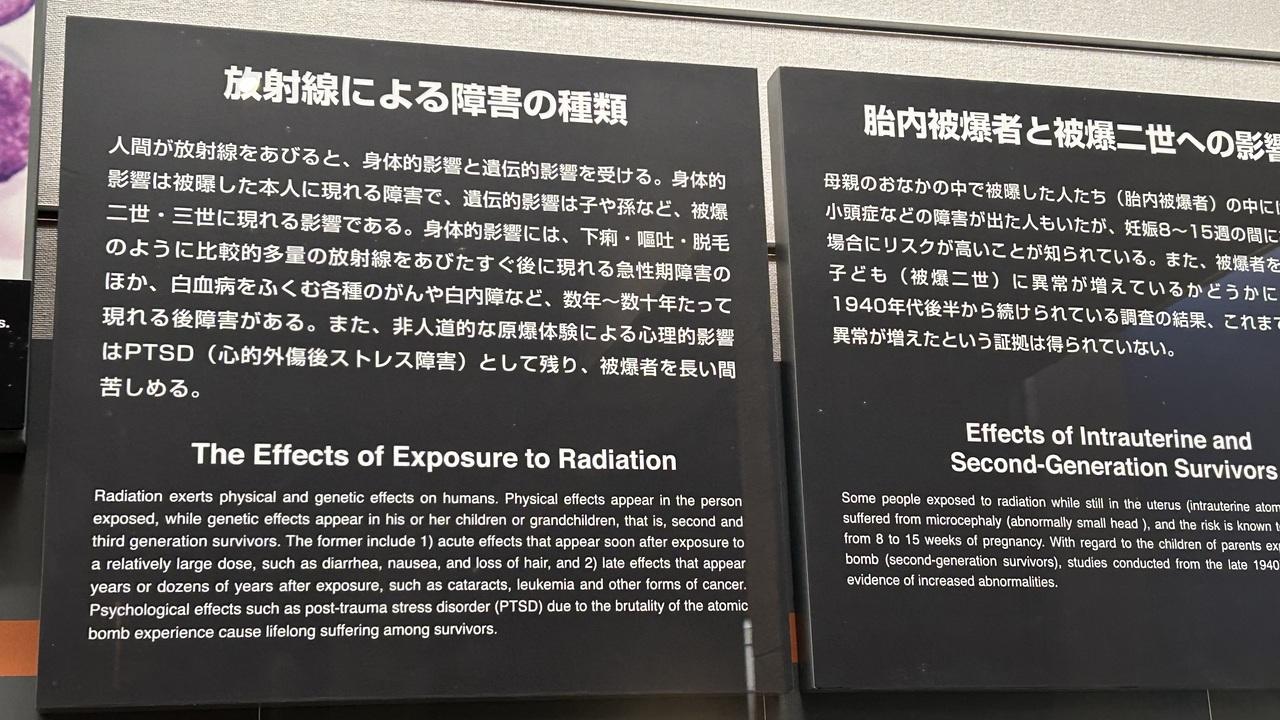 放射線による障害の種類
人間が放射線をあびると、身体的影響と遺伝的影響を受ける。身体的
影響は被曝した本人に現れる障害で、遺伝的影響は子や孫など、被爆
二世・三世に現れる影響である。身体的影響には、下痢・嘔吐・脱毛
のように比較的多量の放射線をあびたすぐ後に現れる急性期障害の
ほか、白血病をふくむ各種のがんや白内障など、数年〜数十年たって
現れる後障害がある。また、非人道的な原爆体験による心理的影響
はPTSD（心的外傷後ストレス障害）として残り、被爆者を長い間
苦しめる。
The Effects of Exposure to Radiation
Radiation exerts physical and genetic effects on humans. Physical effects appear in the person
exposed, while genetic effects appear in his or her children or grandchildren, that is, second and
third generation survivors. The former include 1) acute effects that appear soon after exposure to
a relatively large dose, such as diarrhea, nausea, and loss of hair, and 2) late effects that appear
years or dozens of years after exposure, such as cataracts, leukemia and other forms of cancer.
Psychological effects such as post-trauma stress disorder (PTSD) due to the brutality of the atomic
bomb experience cause lifelong suffering among survivors.
胎内被爆者と被爆二世への影響
母親のおなかの中で被曝した人たち（胎内被爆者）の中に
小頭症などの障害が出た人もいたが、妊娠8〜15週の間に
場合にリスクが高いことが知られている。また、被爆者を
子ども（被爆二世）に異常が増えているかどうかに
1940年代後半から続けられている調査の結果、これま
異常が増えたという証拠は得られていない。
Effects of Intrauterine and
Second-Generation Survivors
Some people exposed to radiation while still in the uterus (intrauterine
suffered from microcephaly (abnormally small head ), and the risk is known
from 8 to 15 weeks of pregnancy. With regard to the children of parents
bomb (second-generation survivors), studies conducted from the late 1940
evidence of increased abnormalities.